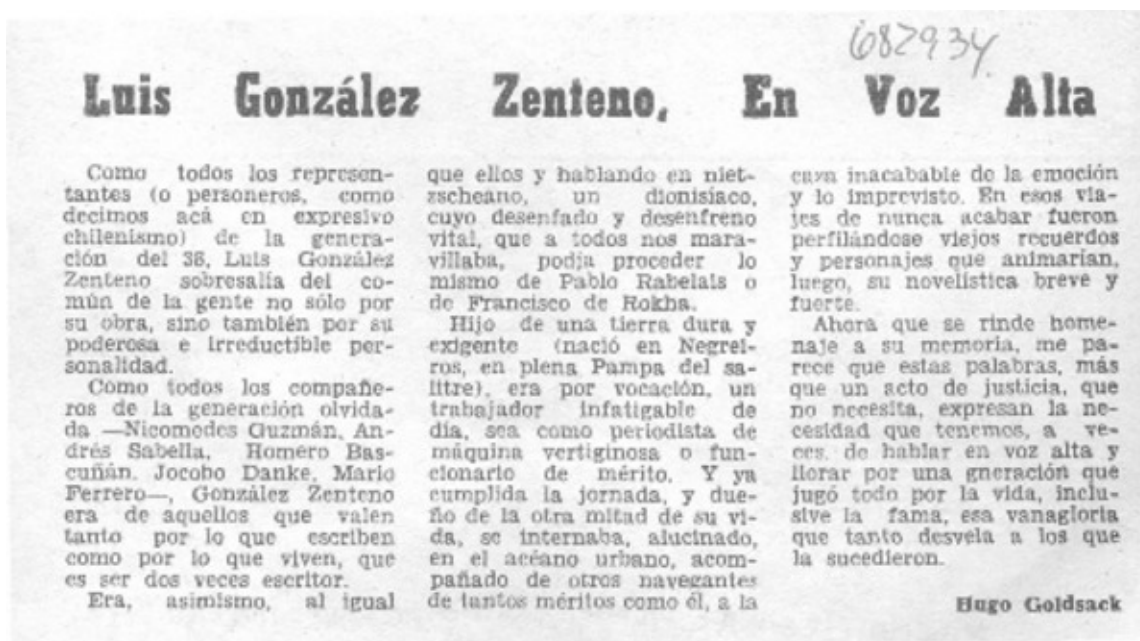 682934
Luis González Zenteno, En Voz Alta
Como todos los represen-
tantes (o personeros, como
decimos acá en expresivo
chilenismo) de la genera-
ción del 38, Luis González
Zenteno sobresalía del co-
mún de la gente no sólo por
su obra, sino también por su
poderosa e irreductible per-
sonalidad.
Como todos los compañe-
ros de la generación olvida-
da —Nicomedes Guzmán, An-
drés Sabella, Homero Bas-
cuñán, Jocobo Danke, Mario
Ferrero—, González Zenteno
era de aquellos que valen
tanto por lo que escriben
como por lo que viven, que
es ser dos veces escritor.
Era, asimismo, al igual
que ellos y hablando en niet-
zscheano, un dionisíaco,
cuyo desenfado y desenfreno
vital, que a todos nos mara-
villaba, podja proceder lo
mismo de Pablo Rabelais o
de Francisco de Rokha.
Hijo de una tierra dura y
exigente (nació en Negrei-
ros, en plena Pampa del sa-
litre), era por vocación, un
trabajador infatigable de
día, sea como periodista de
máquina vertiginosa o fun-
cionario de mérito. Y ya
cumplida la jornada, y due-
ño de la otra mitad de su vi-
da, se internaba, alucinado,
en el acéano urbano, acom-
pañado de otros navegantes
de tantos méritos como él, a la
caza inacabable de la emoción
y lo imprevisto. En esos via-
jes de nunca acabar fueron
perfilándose viejos recuerdos
y personajes que animarían,
luego, su novelística breve y
fuerte.
Ahora que se rinde home-
naje a su memoria, me pa-
rece que estas palabras, más
que un acto de justicia, que
no necesita, expresan la ne-
cesidad que tenemos, a ve-
ces, de hablar en voz alta y
llorar por una gneración que
jugó todo por la vida, inclu-
sive la fama, esa vanagloria
que tanto desvela a los que
la sucedieron.
Hugo Goldsack